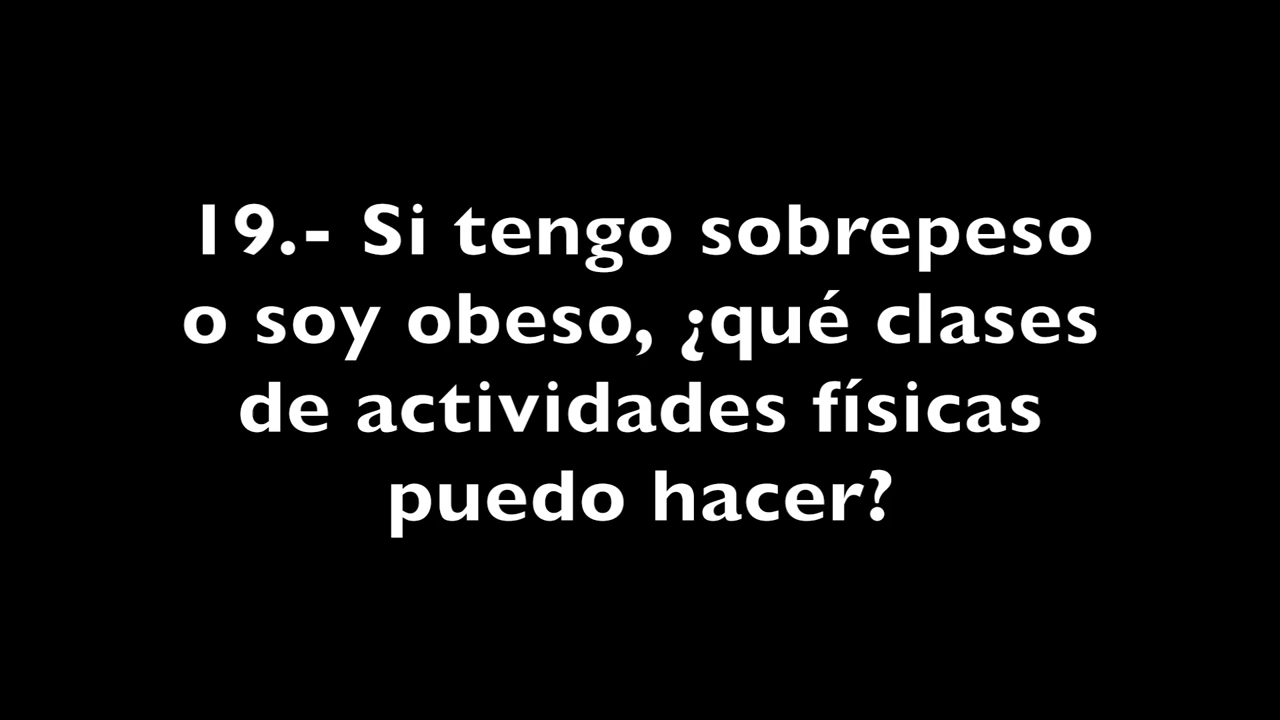 19.- Si tengo sobrepeso
o soy obeso, ¿qué clases
de actividades físicas
puedo hacer?